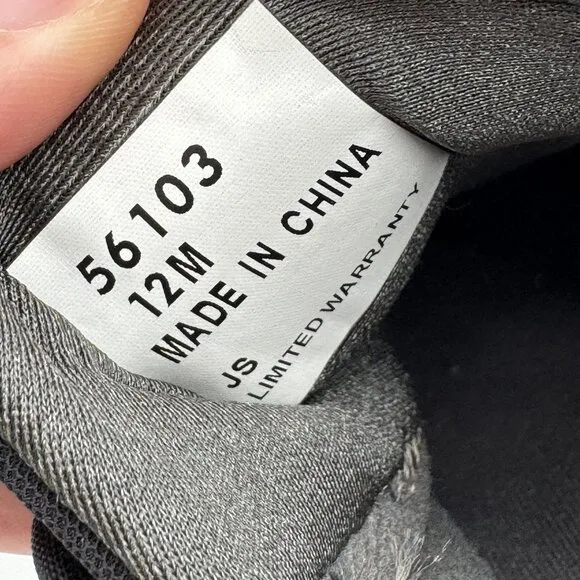 56103
12M
MADE IN CHINA
JS
LIMITED WARRANTY